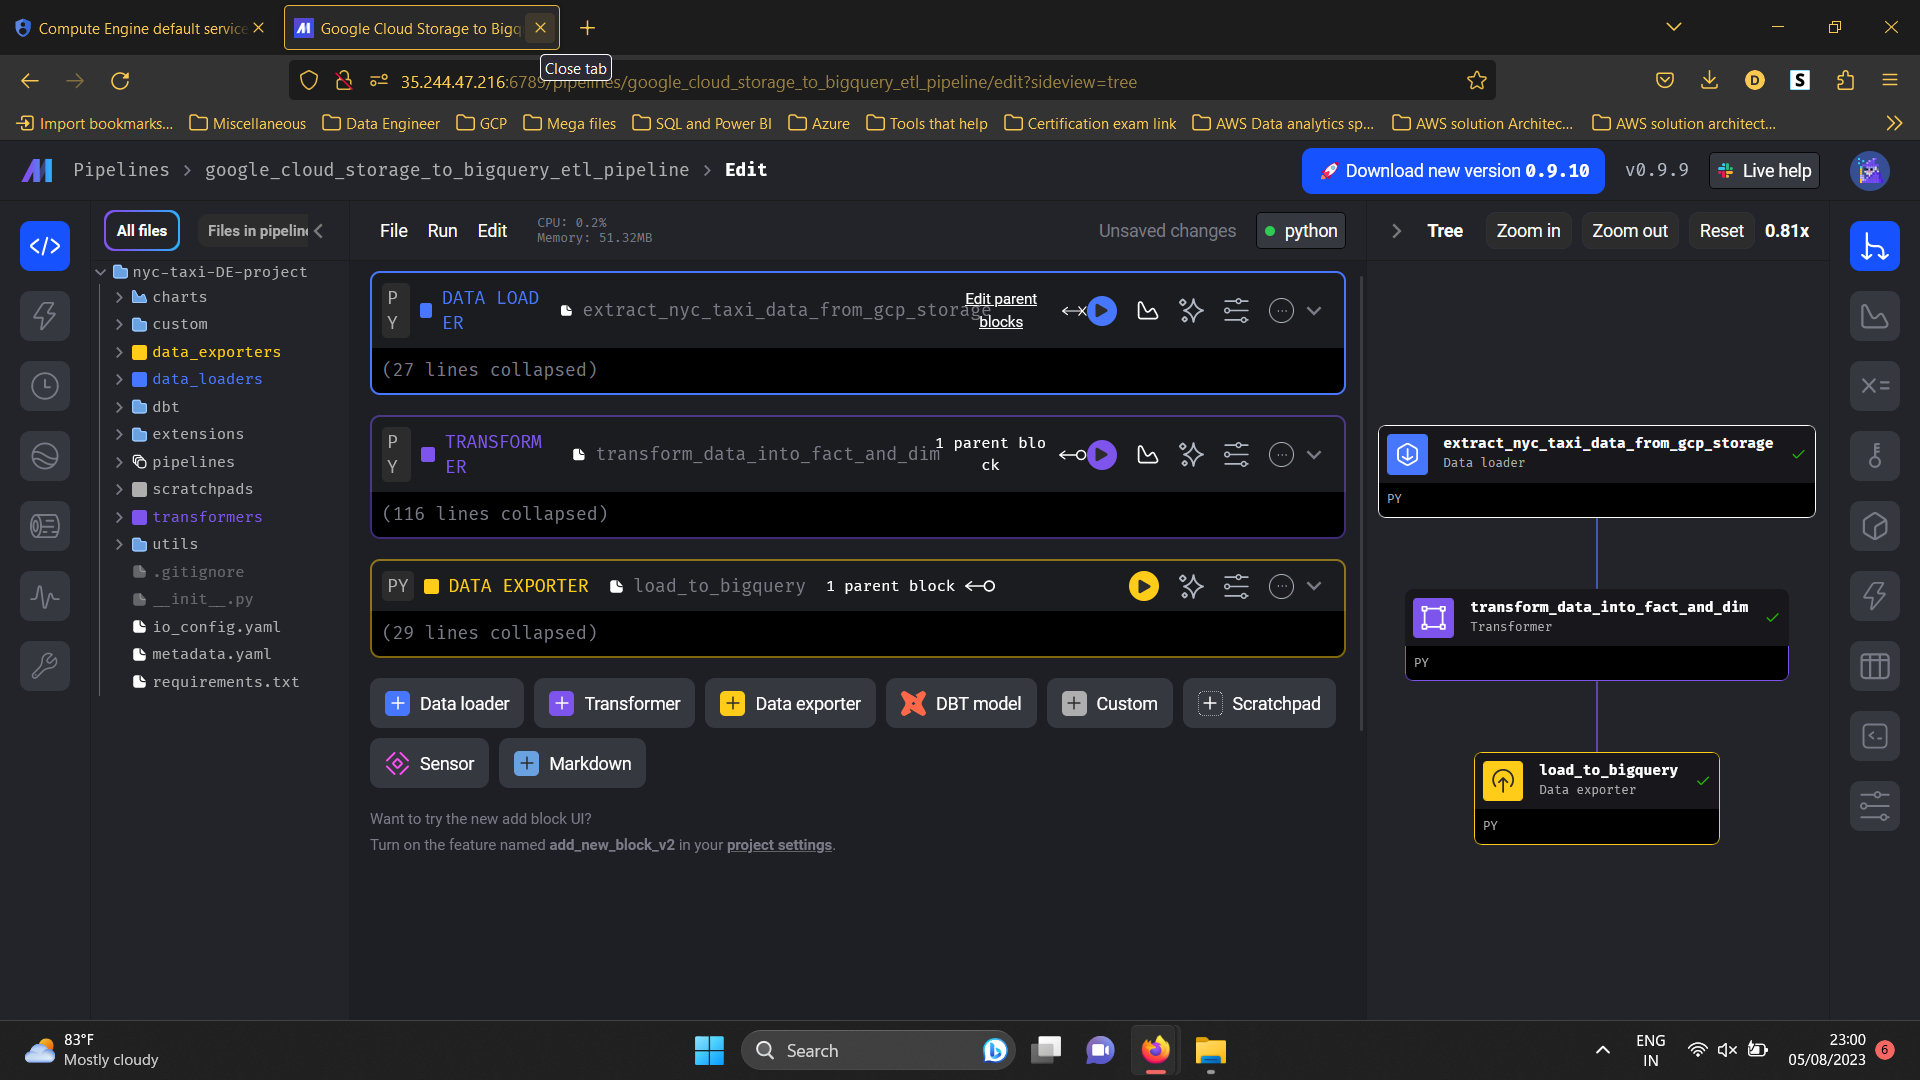 Compute Engine default service
Google Cloud Storage to Bigq
Close tab
35.244.47.216:6789/pipelines/google_cloud_storage_to_bigquery_etl_pipeline/edit?sideview=tree
D
S
Import bookmarks...
Miscellaneous
Data Engineer
GCP
Mega files
SQL and Power BI
Azure
Tools that help
Certification exam link
AWS Data analytics sp...
AWS solution Architec...
AWS solution architect...
Pipelines > google_cloud_storage_to_bigquery_etl_pipeline > Edit
Download new version 0.9.10
v0.9.9
Live help
All files
Files in pipeline
File
Run
Edit
CPU: 0.2%
Memory: 51.32MB
Unsaved changes
python
Tree
Zoom in
Zoom out
Reset
0.81x
nyc-taxi-DE-project
charts
custom
data_exporters
data_loaders
dbt
extensions
pipelines
scratchpads
transformers
utils
.gitignore
__init__.py
io_config.yaml
metadata.yaml
requirements.txt
PY
DATA LOADER
extract_nyc_taxi_data_from_gcp_storage
Edit parent
blocks
(27 lines collapsed)
PY
TRANSFORMER
transform_data_into_fact_and_dim
1 parent block
(116 lines collapsed)
PY
DATA EXPORTER
load_to_bigquery
1 parent block
(29 lines collapsed)
Data loader
Transformer
Data exporter
DBT model
Custom
Scratchpad
Sensor
Markdown
Want to try the new add block UI?
Turn on the feature named add_new_block_v2 in your project settings.
extract_nyc_taxi_data_from_gcp_storage
Data loader
PY
transform_data_into_fact_and_dim
Transformer
PY
load_to_bigquery
Data exporter
PY
83°F
Mostly cloudy
Search
ENG
IN
23:00
05/08/2023
6